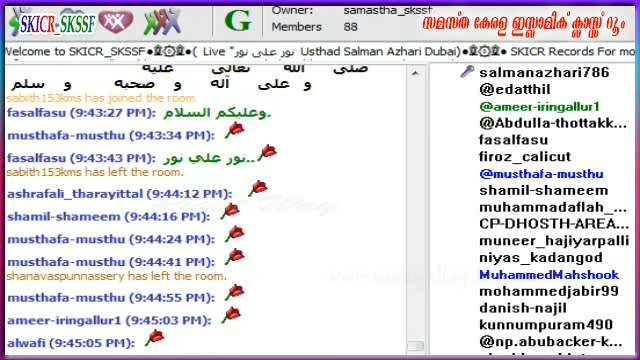 SKICR_SKSSF
G
Owner: samastha_skssf
Members 88
സമസ്ത കേരള ഇസ്ലാമിക് ക്ലാസ്സ് റൂം
Welcome to SKICR_SKSSF ( Live "نور على نور" Usthad Salman Azhari Dubai) SKICR Records For mo
صلى الله تعالى عليه
و على آله و صحبه و سلم
sabith153kms has joined the room
fasalfasu (9:43:27 PM): وعليكم السلام.
musthafa-musthu (9:43:34 PM):
fasalfasu (9:43:43 PM): نور علي نور..
sabith153kms has left the room.
ashrafali_tharayittal (9:44:12 PM):
shamil-shameem (9:44:16 PM):
musthafa-musthu (9:44:24 PM):
musthafa-musthu (9:44:41 PM):
shanavaspunnassery has left the room.
musthafa-musthu (9:44:55 PM):
ameer-iringallur1 (9:45:03 PM):
alwafi (9:45:05 PM):
salmanazhari786
@edatthil
@ameer-iringallur1
@Abdulla-thottakk...
fasalfasu
firoz_calicut
@musthafa-musthu
shamil-shameem
muhammadaflah_...
CP-DHOSTH-AREA...
muneer_hajiyarpalli
niyas_kadangod
MuhammedMahshook
mohammedjabir99
danish-najil
kunnumpuram490
@np.abubacker-k...